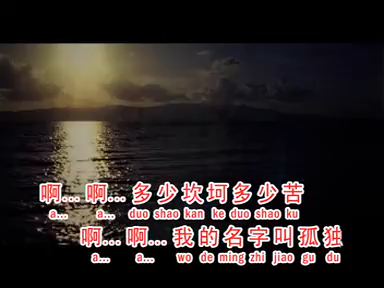 啊... 啊... 多少坎坷多少苦
a... a... duo shao kan ke duo shao ku
啊... 啊... 我的名字叫孤独
a... a... wo de ming zhi jiao gu du